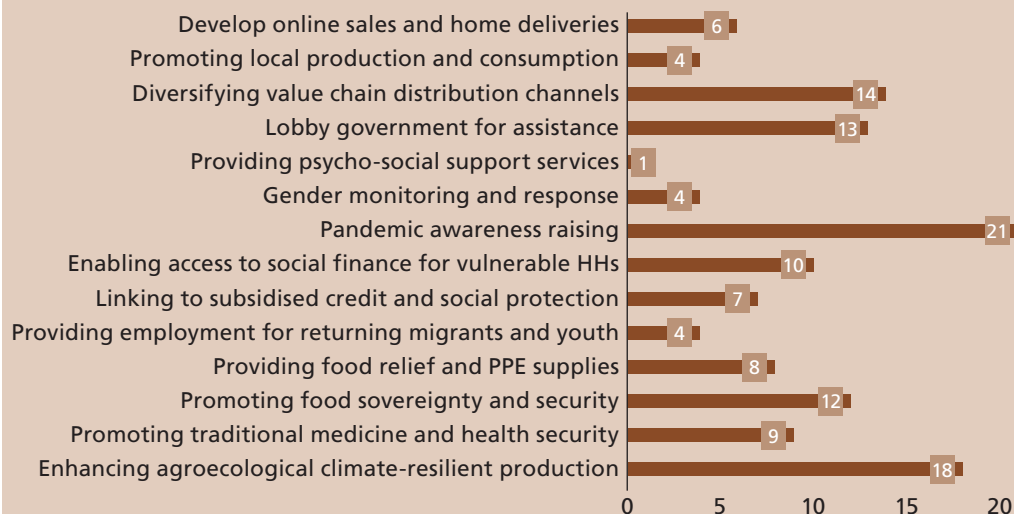 Develop online sales and home deliveries 6
Promoting local production and consumption 4
Diversifying value chain distribution channels 14
Lobby government for assistance 13
Providing psycho-social support services 1
Gender monitoring and response 4
Pandemic awareness raising 21
Enabling access to social finance for vulnerable HHs 10
Linking to subsidised credit and social protection 7
Providing employment for returning migrants and youth 4
Providing food relief and PPE supplies 8
Promoting food sovereignty and security 12
Promoting traditional medicine and health security 9
Enhancing agroecological climate-resilient production 18
0 5 10 15 20